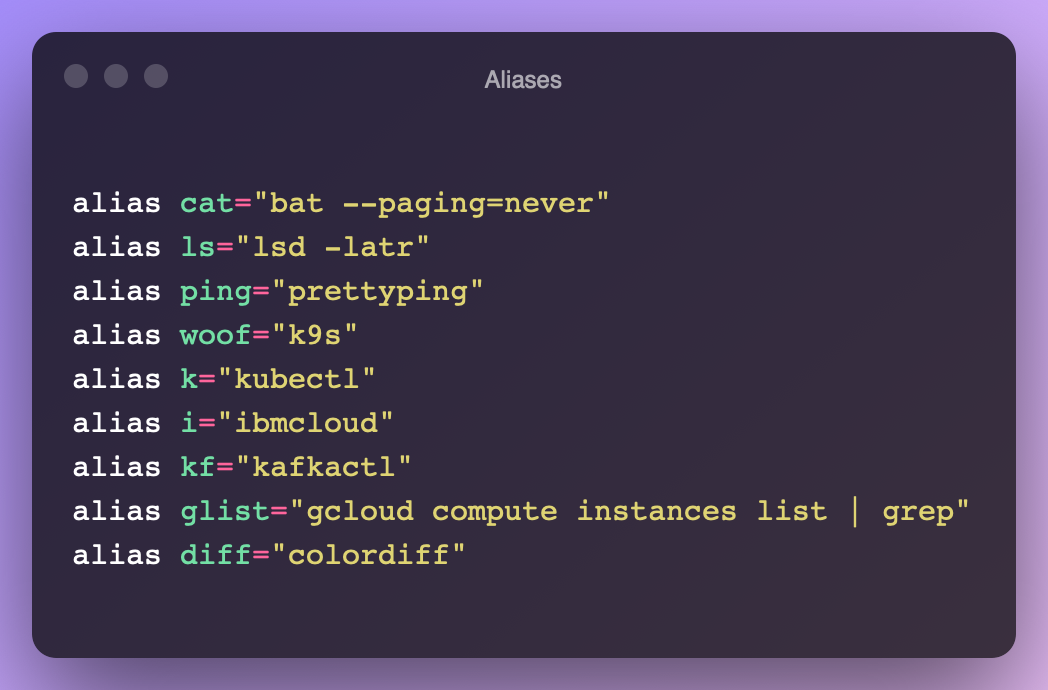 Aliases
alias cat="bat --paging=never"
alias ls="lsd -latr"
alias ping="prettyping"
alias woof="k9s"
alias k="kubectl"
alias i="ibmcloud"
alias kf="kafkactl"
alias glist="gcloud compute instances list | grep"
alias diff="colordiff"